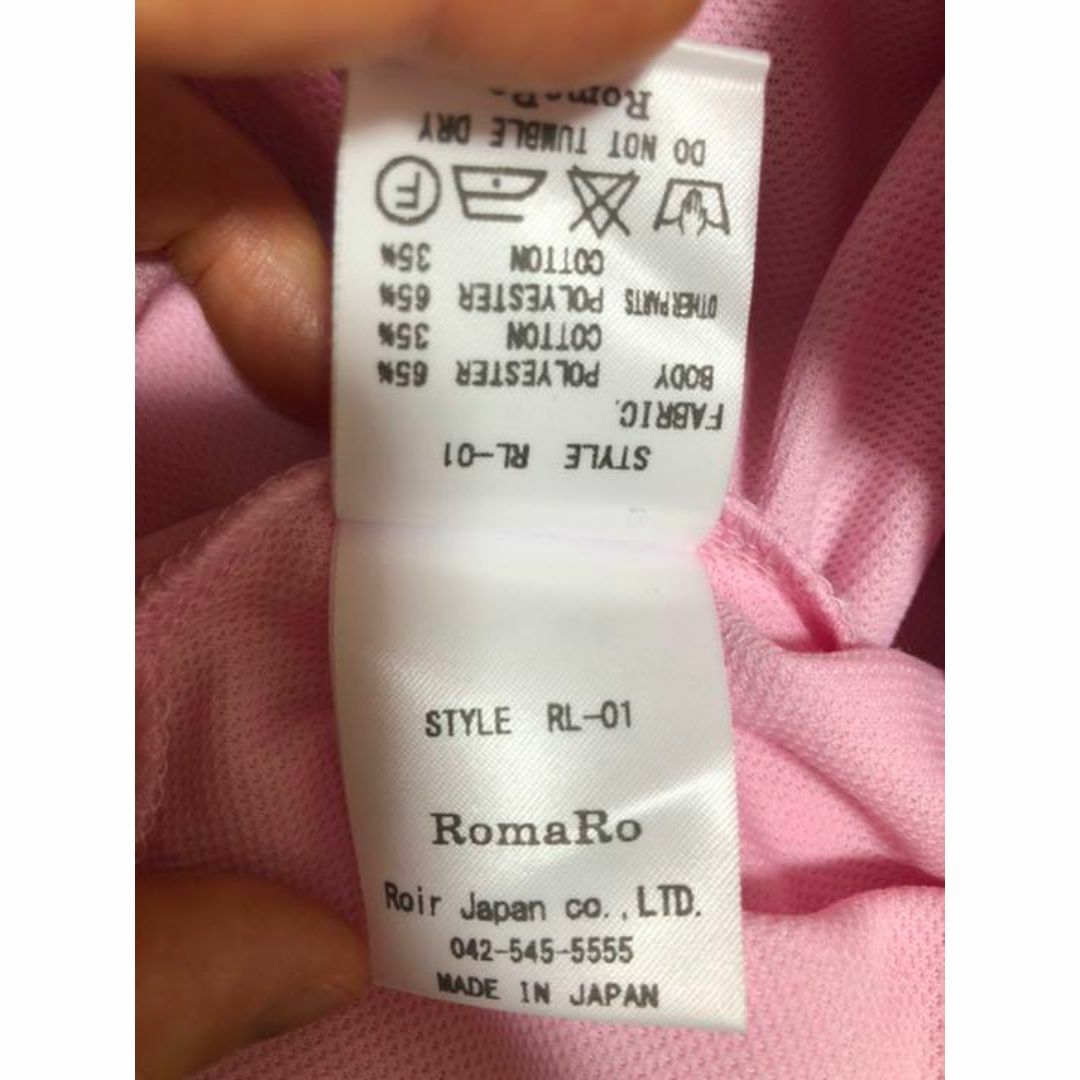 STYLE RL-01
FABRIC.
BODY POLYESTER 65%
COTTON 35%
OTHER PARTS POLYESTER 65%
COTTON 35%
F
DO NOT TUMBLE DRY
RomaRo
STYLE RL-01
RomaRo
Roir Japan co.,LTD.
042-545-5555
MADE IN JAPAN